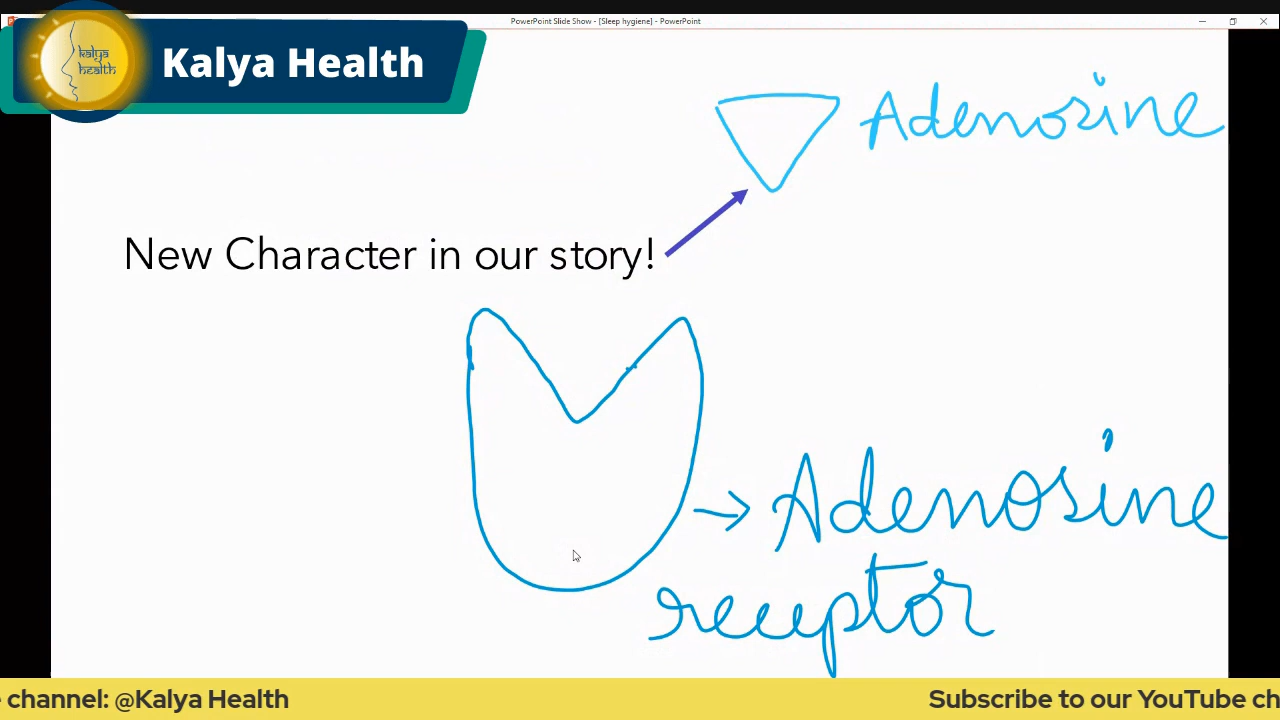 PowerPoint Slide Show - [Sleep hygiene] - PowerPoint
kalya
health
Kalya Health
Adenosine
New Character in our story!
Adenosine
receptor
channel: @Kalya Health
Subscribe to our YouTube ch